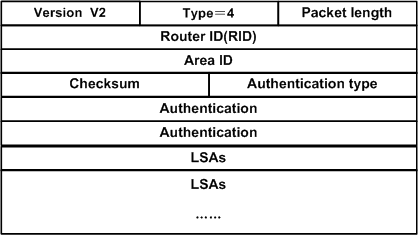 Version V2 Type=4 Packet length
Router ID(RID)
Area ID
Checksum Authentication type
Authentication
Authentication
LSAs
LSAs
......